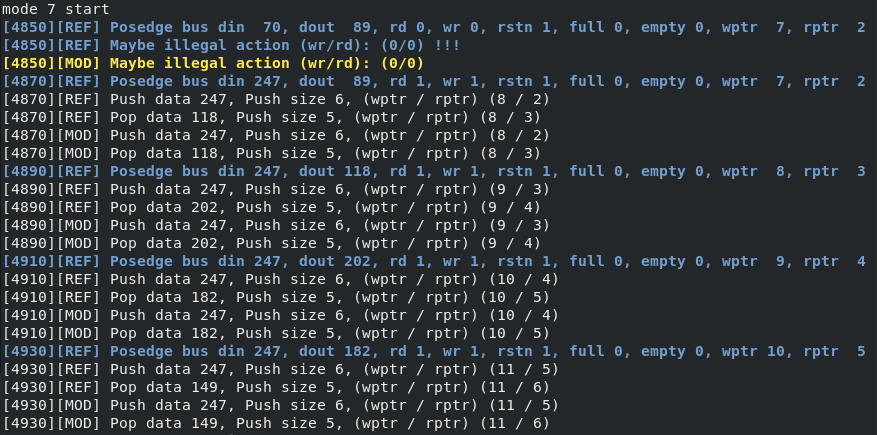 mode 7 start
[4850][REF] Posedge bus din  70, dout  89, rd 0, wr 0, rstn 1, full 0, empty 0, wptr  7, rptr  2
[4850][REF] Maybe illegal action (wr/rd): (0/0) !!!
[4850][MOD] Maybe illegal action (wr/rd): (0/0)
[4870][REF] Posedge bus din 247, dout  89, rd 1, wr 1, rstn 1, full 0, empty 0, wptr  7, rptr  2
[4870][REF] Push data 247, Push size 6, (wptr / rptr) (8 / 2)
[4870][REF] Pop data 118, Push size 5, (wptr / rptr) (8 / 3)
[4870][MOD] Push data 247, Push size 6, (wptr / rptr) (8 / 2)
[4870][MOD] Pop data 118, Push size 5, (wptr / rptr) (8 / 3)
[4890][REF] Posedge bus din 247, dout 118, rd 1, wr 1, rstn 1, full 0, empty 0, wptr  8, rptr  3
[4890][REF] Push data 247, Push size 6, (wptr / rptr) (9 / 3)
[4890][REF] Pop data 202, Push size 5, (wptr / rptr) (9 / 4)
[4890][MOD] Push data 247, Push size 6, (wptr / rptr) (9 / 3)
[4890][MOD] Pop data 202, Push size 5, (wptr / rptr) (9 / 4)
[4910][REF] Posedge bus din 247, dout 202, rd 1, wr 1, rstn 1, full 0, empty 0, wptr  9, rptr  4
[4910][REF] Push data 247, Push size 6, (wptr / rptr) (10 / 4)
[4910][REF] Pop data 182, Push size 5, (wptr / rptr) (10 / 5)
[4910][MOD] Push data 247, Push size 6, (wptr / rptr) (10 / 4)
[4910][MOD] Pop data 182, Push size 5, (wptr / rptr) (10 / 5)
[4930][REF] Posedge bus din 247, dout 182, rd 1, wr 1, rstn 1, full 0, empty 0, wptr 10, rptr  5
[4930][REF] Push data 247, Push size 6, (wptr / rptr) (11 / 5)
[4930][REF] Pop data 149, Push size 5, (wptr / rptr) (11 / 6)
[4930][MOD] Push data 247, Push size 6, (wptr / rptr) (11 / 5)
[4930][MOD] Pop data 149, Push size 5, (wptr / rptr) (11 / 6)